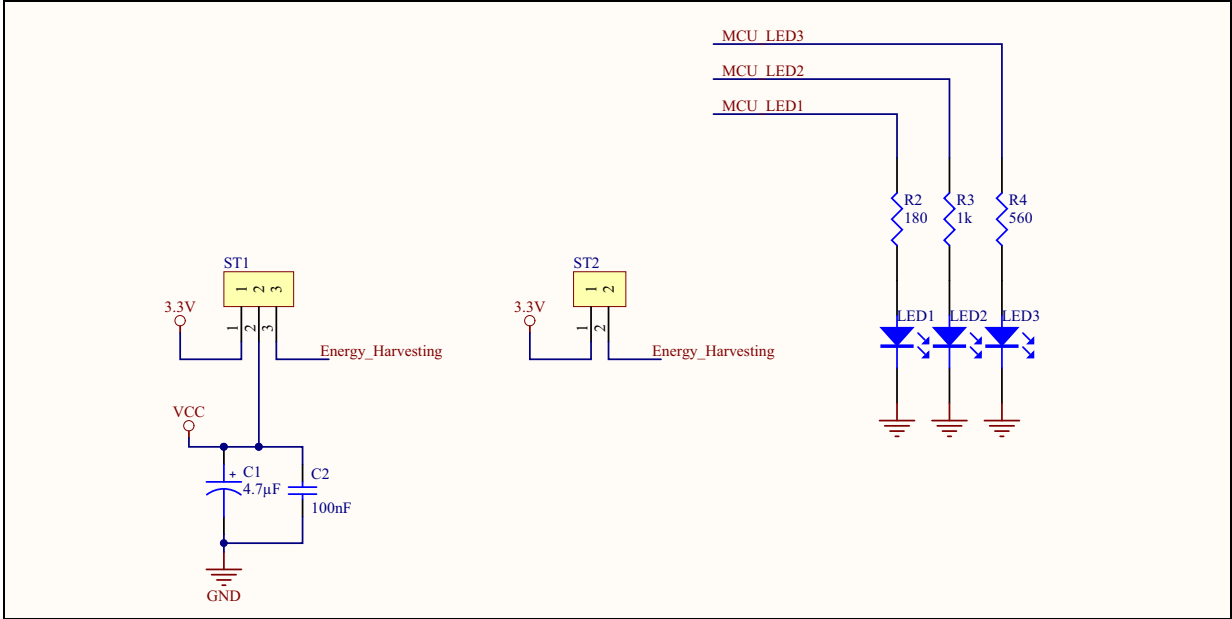 MCU_LED3
MCU_LED2
MCU_LED1
R2
180
R3
1k
R4
560
ST1
1
2
3
3.3V
1
2
3
Energy_Harvesting
ST2
1
2
3.3V
1
2
Energy_Harvesting
LED1
LED2
LED3
VCC
+
C1
4.7µF
C2
100nF
GND